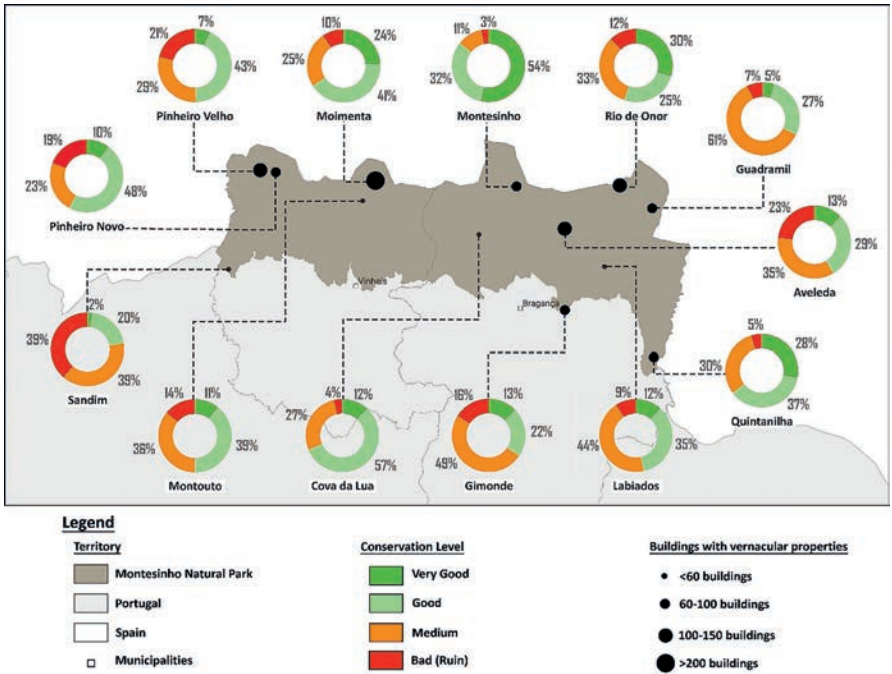 21%
7%
43%
29%
Pinheiro Velho
10%
24%
41%
25%
Moimenta
11%
3%
54%
32%
Montesinho
12%
30%
25%
33%
Rio de Onor
7%
5%
27%
61%
Guadramil
19%
10%
48%
23%
Pinheiro Novo
23%
13%
29%
35%
Aveleda
Vinhais
Bragança
2%
20%
39%
39%
Sandim
5%
28%
37%
30%
Quintanilha
14%
11%
39%
36%
Montouto
4%
12%
57%
27%
Cova da Lua
16%
13%
22%
49%
Gimonde
9%
12%
35%
44%
Labiados
Legend
Territory
Montesinho Natural Park
Portugal
Spain
Municipalities
Conservation Level
Very Good
Good
Medium
Bad (Ruin)
Buildings with vernacular properties
<60 buildings
60-100 buildings
100-150 buildings
>200 buildings